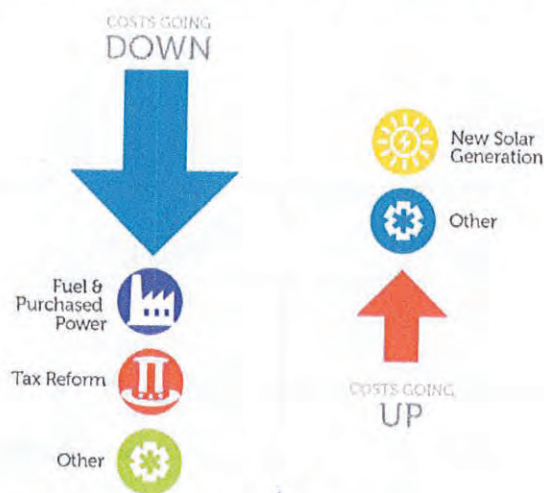 COSTS GOING
DOWN
Fuel &
Purchased
Power
Tax Reform
Other
New Solar
Generation
Other
COSTS GOING
UP